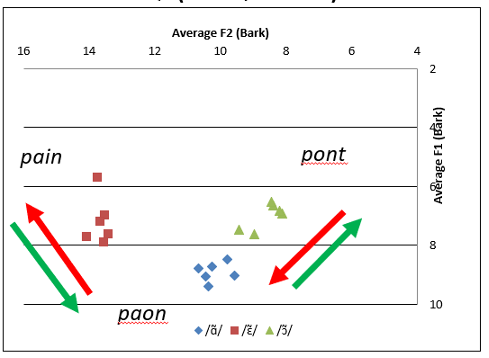 Average F2 (Bark)
16 14 12 10 8 6 4
2
4
6
8
10
Average F1 (Bark)
pain
pont
paon
/ɑ̃/ /ɛ̃/ /ɔ̃/